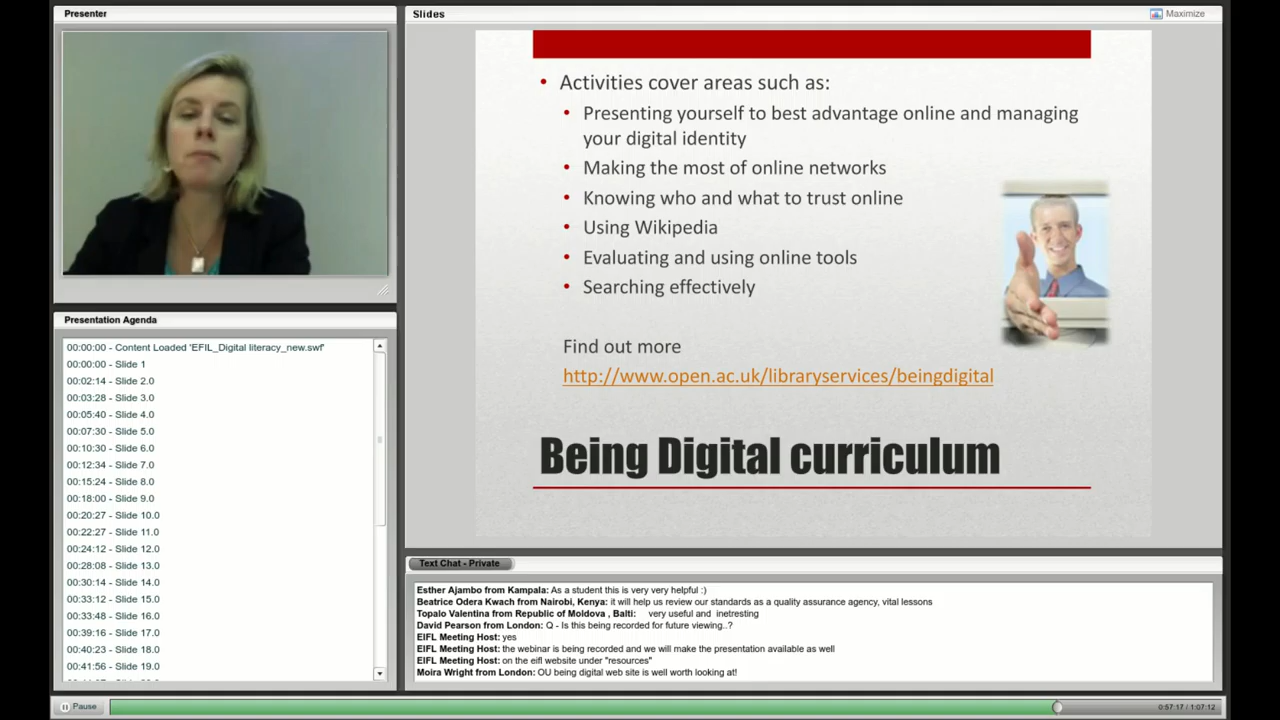 Presenter
Slides
Maximize
Activities cover areas such as:
Presenting yourself to best advantage online and managing
your digital identity
Making the most of online networks
Knowing who and what to trust online
Using Wikipedia
Evaluating and using online tools
Searching effectively
Find out more
http://www.open.ac.uk/libraryservices/beingdigital
Being Digital curriculum
Presentation Agenda
00:00:00 - Content Loaded 'EFIL_Digital literacy_new.swf'
00:00:00 - Slide 1
00:02:14 - Slide 2.0
00:03:28 - Slide 3.0
00:05:40 - Slide 4.0
00:07:30 - Slide 5.0
00:10:30 - Slide 6.0
00:12:34 - Slide 7.0
00:15:24 - Slide 8.0
00:18:00 - Slide 9.0
00:20:27 - Slide 10.0
00:22:27 - Slide 11.0
00:24:12 - Slide 12.0
00:28:08 - Slide 13.0
00:30:14 - Slide 14.0
00:33:12 - Slide 15.0
00:33:48 - Slide 16.0
00:39:16 - Slide 17.0
00:40:23 - Slide 18.0
00:41:56 - Slide 19.0
Text Chat - Private
Esther Ajambo from Kampala: As a student this is very very helpful :)
Beatrice Odera Kwach from Nairobi, Kenya: it will help us review our standards as a quality assurance agency, vital lessons
Topalo Valentina from Republic of Moldova , Balti: very useful and inetresting
David Pearson from London: Q - Is this being recorded for future viewing..?
EIFL Meeting Host: yes
EIFL Meeting Host: the webinar is being recorded and we will make the presentation available as well
EIFL Meeting Host: on the eifl website under "resources"
Moira Wright from London: OU being digital web site is well worth looking at!
Pause
0:57:17 / 1:07:12